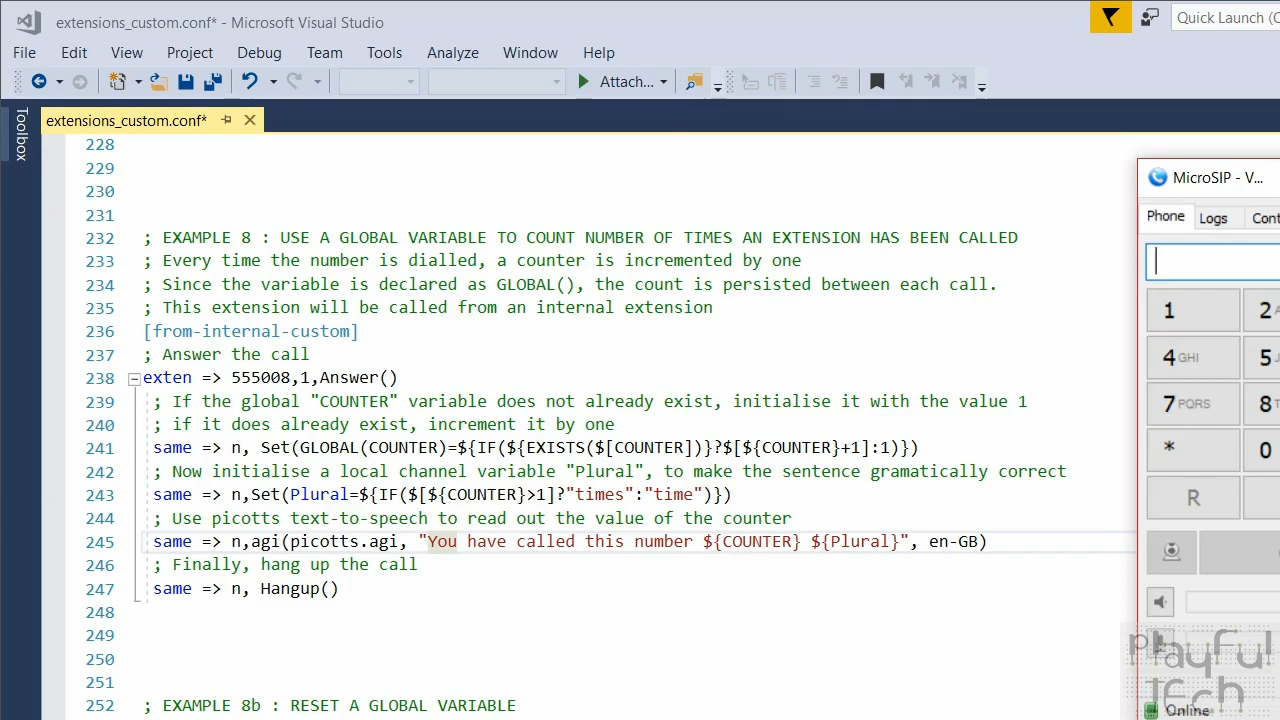 extensions_custom.conf* - Microsoft Visual Studio
Quick Launch (C
File Edit View Project Debug Team Tools Analyze Window Help
Attach...
Toolbox
extensions_custom.conf*
228
229
230
231
232 ; EXAMPLE 8 : USE A GLOBAL VARIABLE TO COUNT NUMBER OF TIMES AN EXTENSION HAS BEEN CALLED
233 ; Every time the number is dialled, a counter is incremented by one
234 ; Since the variable is declared as GLOBAL(), the count is persisted between each call.
235 ; This extension will be called from an internal extension
236 [from-internal-custom]
237 ; Answer the call
238 exten => 555008,1,Answer()
239 ; If the global "COUNTER" variable does not already exist, initialise it with the value 1
240 ; if it does already exist, increment it by one
241 same => n, Set(GLOBAL(COUNTER)=${IF(${EXISTS($[COUNTER])}?$[${COUNTER}+1]:1)})
242 ; Now initialise a local channel variable "Plural", to make the sentence gramatically correct
243 same => n,Set(Plural=${IF($[${COUNTER}>1]?"times":"time")})
244 ; Use picotts text-to-speech to read out the value of the counter
245 same => n,agi(picotts.agi, "You have called this number ${COUNTER} ${Plural}", en-GB)
246 ; Finally, hang up the call
247 same => n, Hangup()
248
249
250
251
252 ; EXAMPLE 8b : RESET A GLOBAL VARIABLE
MicroSIP - V...
Phone Logs Cont
1 2 A
4 GHI 5 J
7 PQRS 8 T
* 0
R
playful
tech
Online